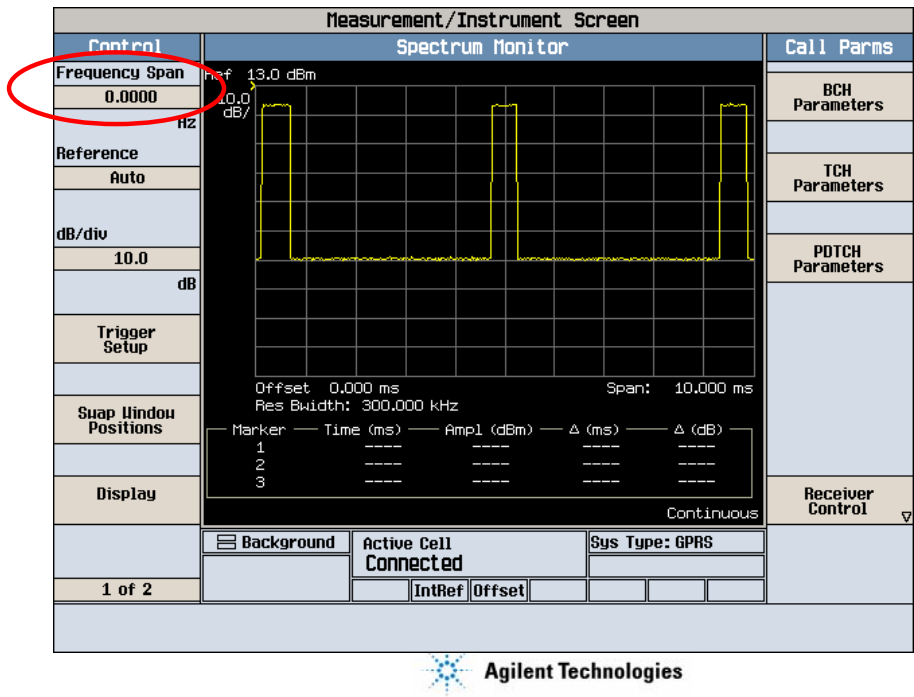 Measurement/Instrument Screen
Control
Spectrum Monitor
Call Parms
Frequency Span
0.0000
Hz
Reference
Auto
dB/div
10.0
dB
Trigger
Setup
Swap Window
Positions
Display
1 of 2
Ref 13.0 dBm
10.0
dB/
Offset 0.000 ms
Span: 10.000 ms
Res Bwidth: 300.000 kHz
Marker Time (ms) Ampl (dBm) Δ (ms) Δ (dB)
1 ---- ---- ---- ----
2 ---- ---- ---- ----
3 ---- ---- ---- ----
Continuous
Background
Active Cell
Connected
Sys Type: GPRS
IntRef Offset
BCH
Parameters
TCH
Parameters
PDTCH
Parameters
Receiver
Control
Agilent Technologies